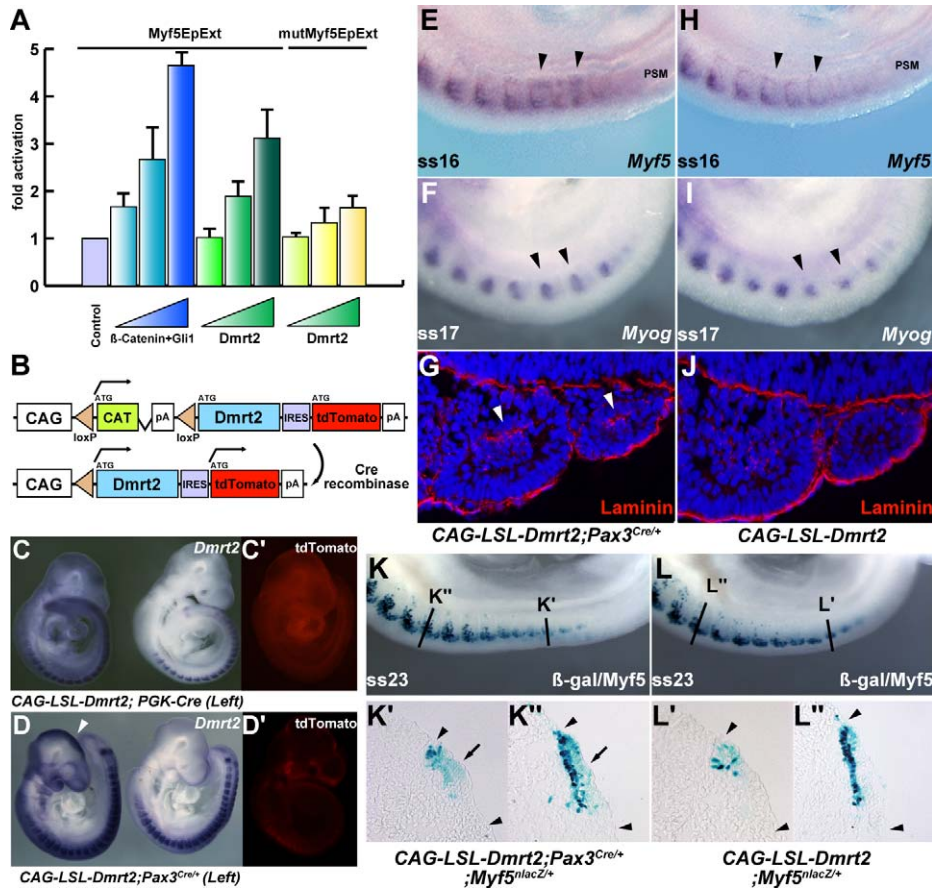 A
Myf5EpExt
mutMyf5EpExt
fold activation
5
4
3
2
1
0
Control
ß-Catenin+Gli1
Dmrt2
Dmrt2
B
CAG
loxP
ATG
CAT
pA
loxP
ATG
Dmrt2
IRES
ATG
tdTomato
pA
CAG
ATG
Dmrt2
IRES
ATG
tdTomato
pA
Cre
recombinase
C
Dmrt2
C'
tdTomato
CAG-LSL-Dmrt2; PGK-Cre (Left)
D
Dmrt2
D'
tdTomato
CAG-LSL-Dmrt2;Pax3Cre/+ (Left)
E
PSM
ss16
Myf5
H
PSM
ss16
Myf5
F
ss17
Myog
I
ss17
Myog
G
Laminin
J
Laminin
CAG-LSL-Dmrt2;Pax3Cre/+
CAG-LSL-Dmrt2
K
K''
K'
ss23
ß-gal/Myf5
L
L''
L'
ss23
ß-gal/Myf5
K'
K''
L'
L''
CAG-LSL-Dmrt2;Pax3Cre/+
;Myf5nlacZ/+
CAG-LSL-Dmrt2
;Myf5nlacZ/+